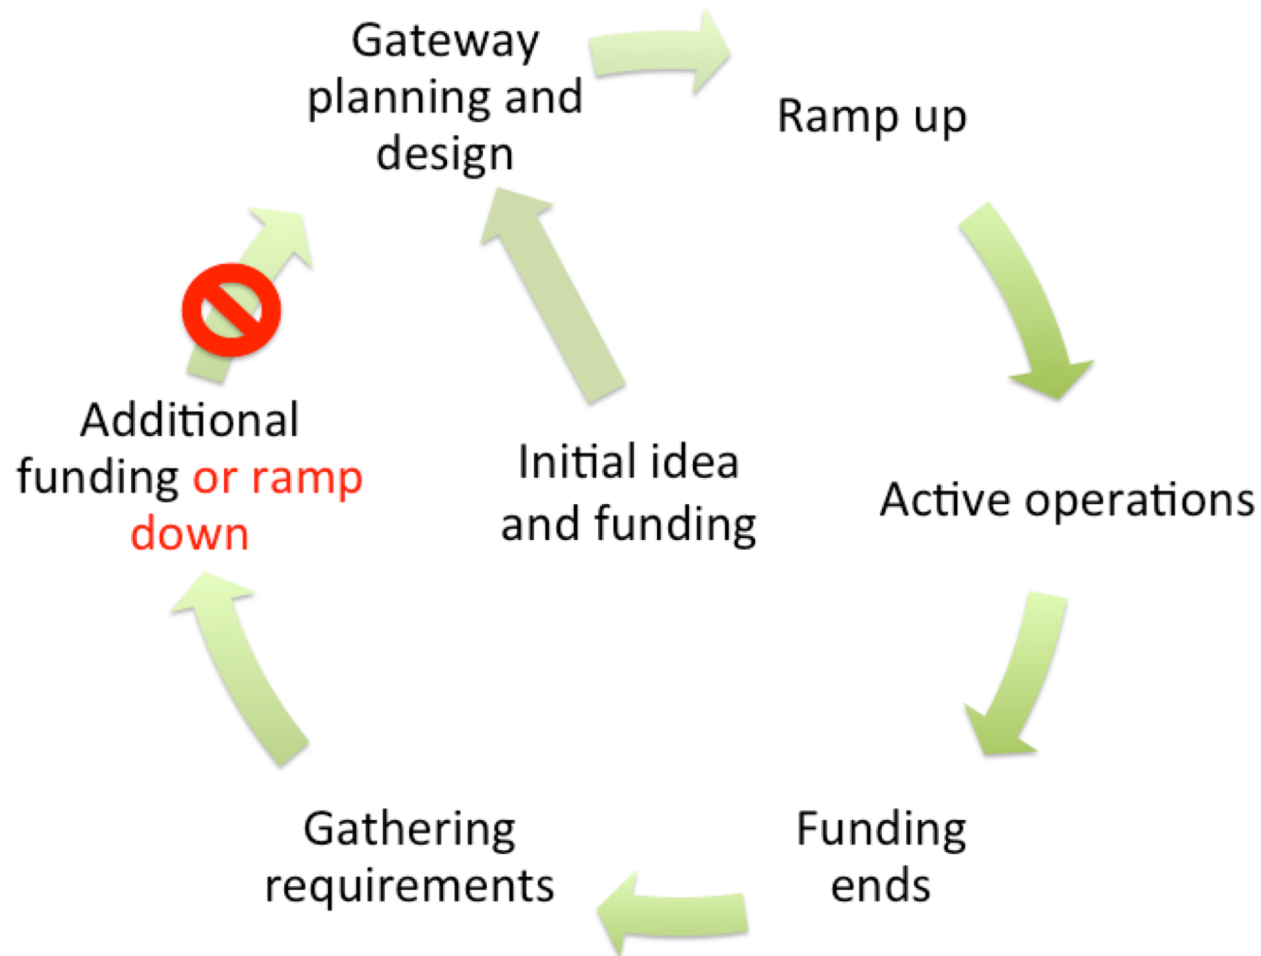 Gateway
planning and
design
Ramp up
Active operations
Funding
ends
Gathering
requirements
Additional
funding or ramp
down
Initial idea
and funding